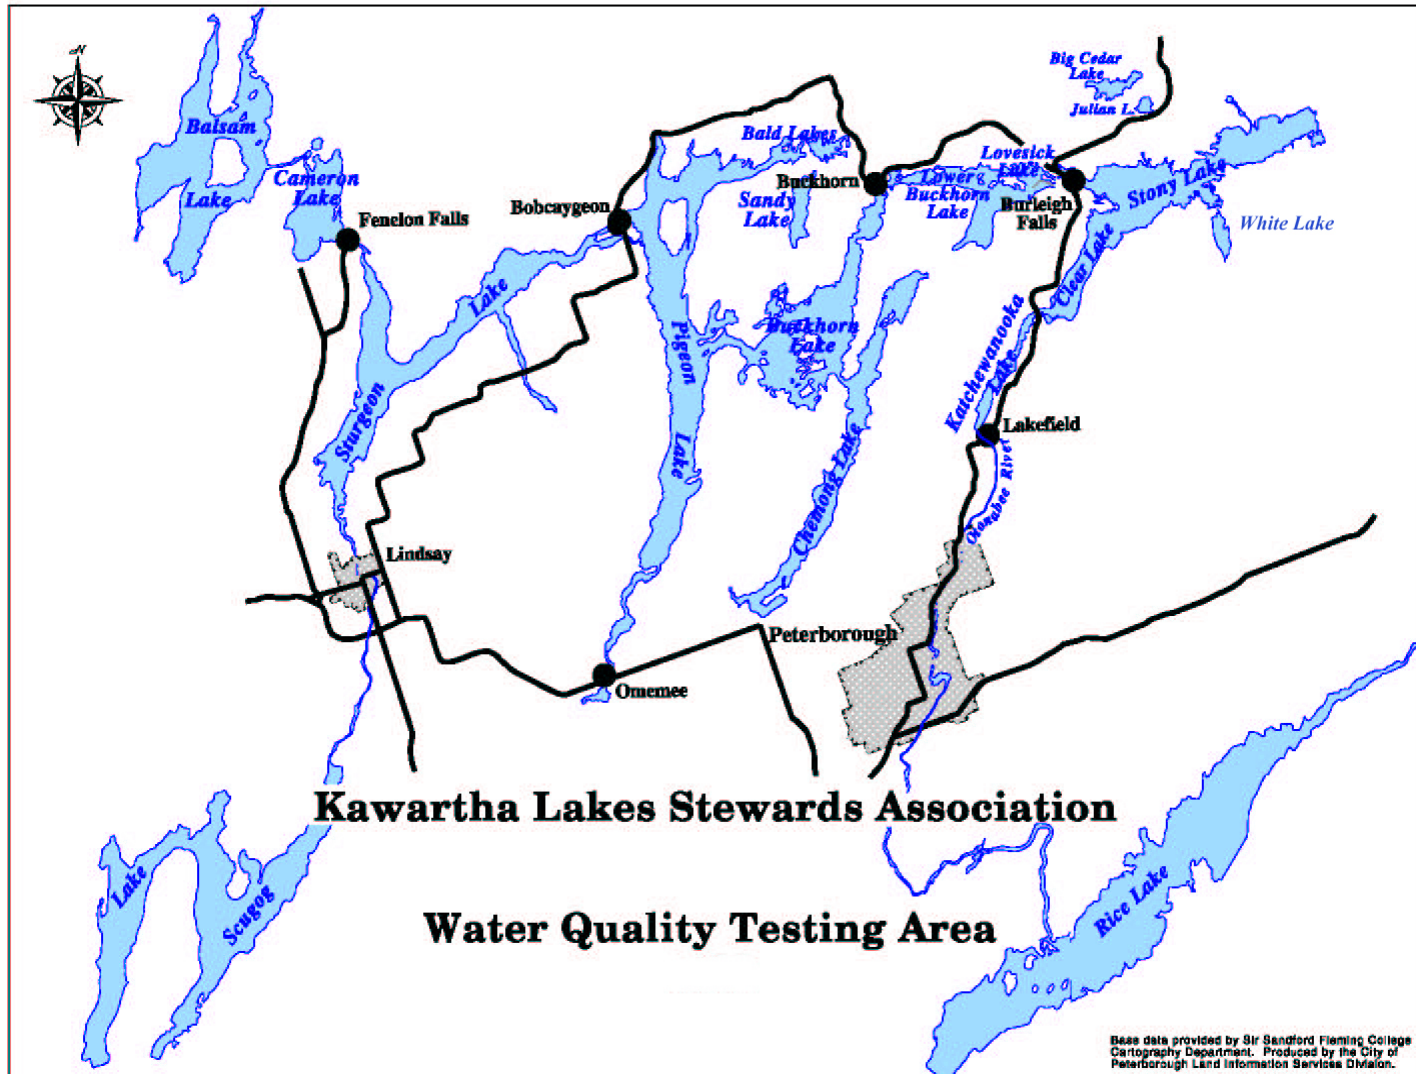 N
Big Cedar
Lake
Julian L.
Balsam
Lake
Cameron
Lake
Fenelon Falls
Bobcaygeon
Bald Lakes
Buckhorn
Sandy
Lake
Lovesick
Lake
Lower
Buckhorn
Lake
Burleigh
Falls
Stony Lake
White Lake
Clear Lake
Sturgeon
Lake
Pigeon
Lake
Buckhorn
Lake
Katchewanooka
Lake
Lakefield
Chemong Lake
Otonabee River
Lindsay
Peterborough
Omemee
Kawartha Lakes Stewards Association
Lake
Scugog
Water Quality Testing Area
Rice Lake
Base data provided by Sir Sandford Fleming College
Cartography Department. Produced by the City of
Peterborough Land Information Services Division.